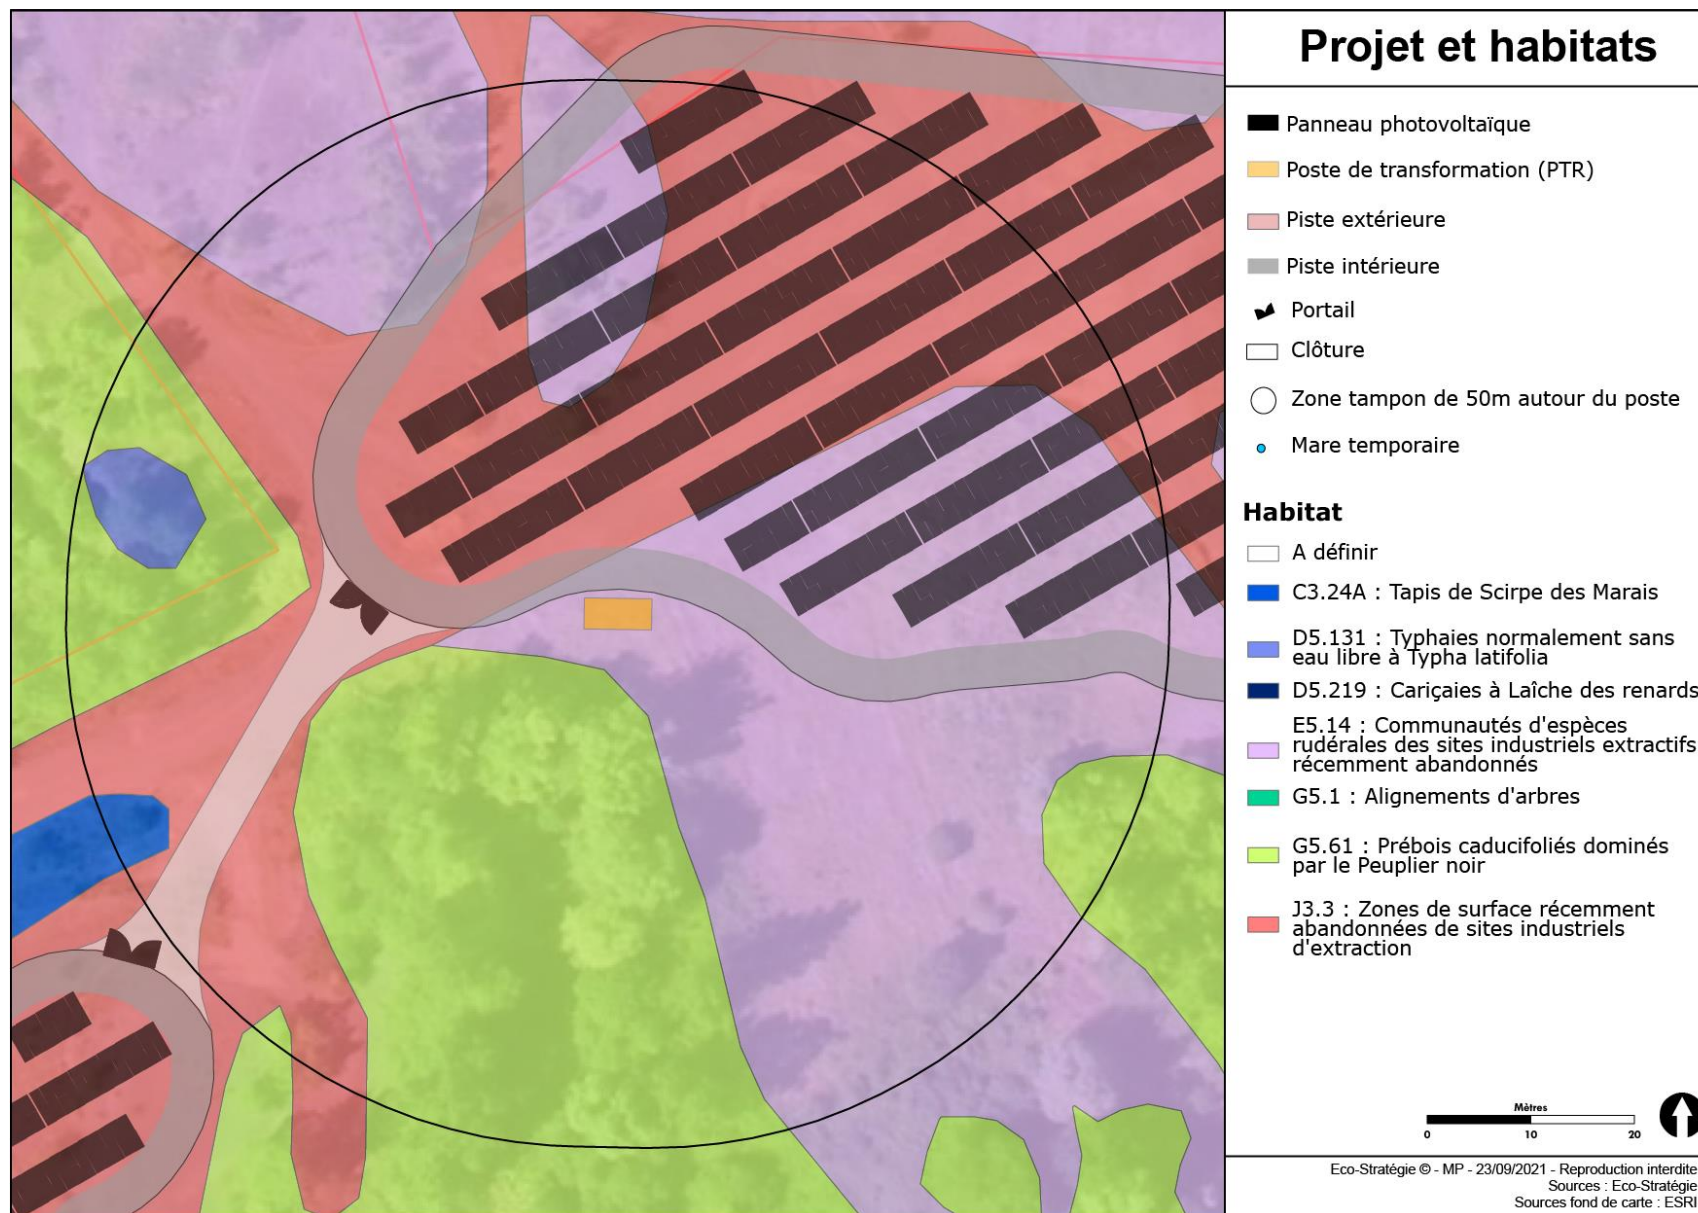 Projet et habitats
Panneau photovoltaïque
Poste de transformation (PTR)
Piste extérieure
Piste intérieure
Portail
Clôture
Zone tampon de 50m autour du poste
Mare temporaire
Habitat
A définir
C3.24A : Tapis de Scirpe des Marais
D5.131 : Typhaies normalement sans
eau libre à Typha latifolia
D5.219 : Cariçaies à Laîche des renards
E5.14 : Communautés d'espèces
rudérales des sites industriels extractifs
récemment abandonnés
G5.1 : Alignements d'arbres
G5.61 : Prébois caducifoliés dominés
par le Peuplier noir
J3.3 : Zones de surface récemment
abandonnées de sites industriels
d'extraction
Mètres
0 10 20
Eco-Stratégie © - MP - 23/09/2021 - Reproduction interdite
Sources : Eco-Stratégie
Sources fond de carte : ESRI